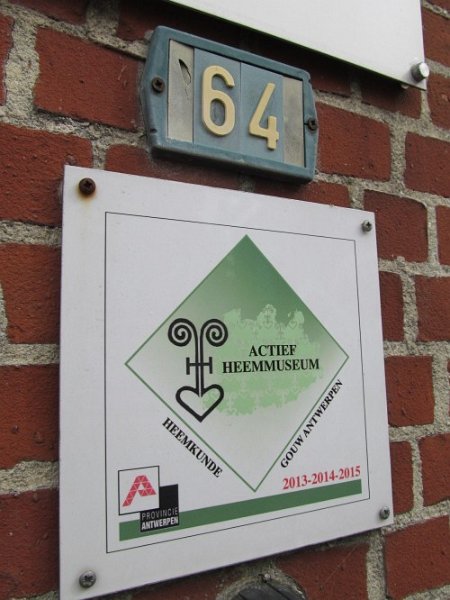 64
ACTIEF
HEEMMUSEUM
HEEMKUNDE
GOUW ANTWERPEN
2013-2014-2015
PROVINCIE
ANTWERPEN